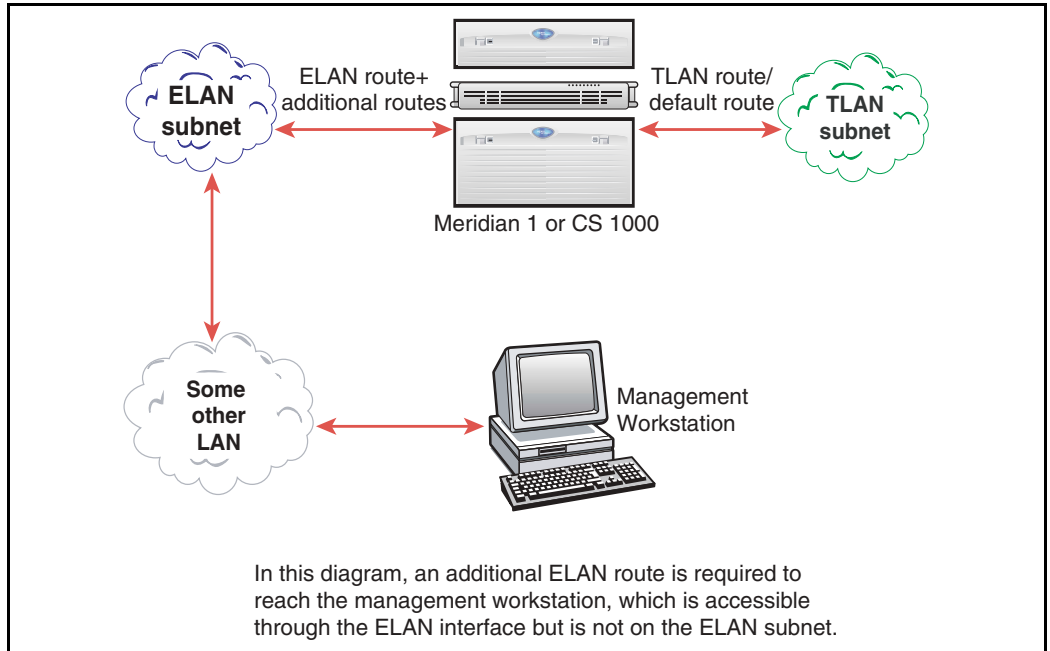 ELAN
subnet
ELAN route+
additional routes
TLAN route/
default route
TLAN
subnet
Meridian 1 or CS 1000
Some
other
LAN
Management
Workstation
In this diagram, an additional ELAN route is required to
reach the management workstation, which is accessible
through the ELAN interface but is not on the ELAN subnet.